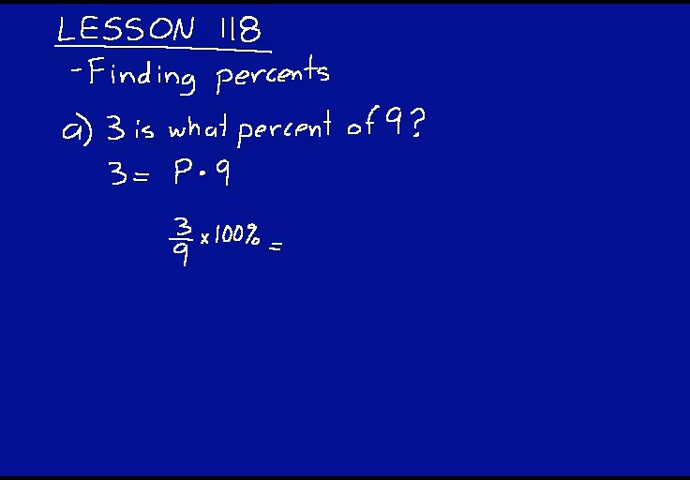 LESSON 118
- Finding percents
a) 3 is what percent of 9?
3 = P · 9
3/9 × 100% =